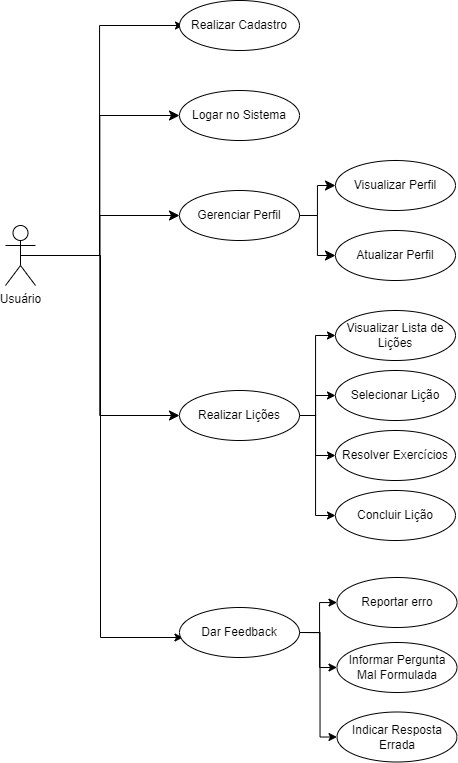 Realizar Cadastro
Logar no Sistema
Gerenciar Perfil
Visualizar Perfil
Atualizar Perfil
Usuário
Realizar Lições
Visualizar Lista de
Lições
Selecionar Lição
Resolver Exercícios
Concluir Lição
Dar Feedback
Reportar erro
Informar Pergunta
Mal Formulada
Indicar Resposta
Errada